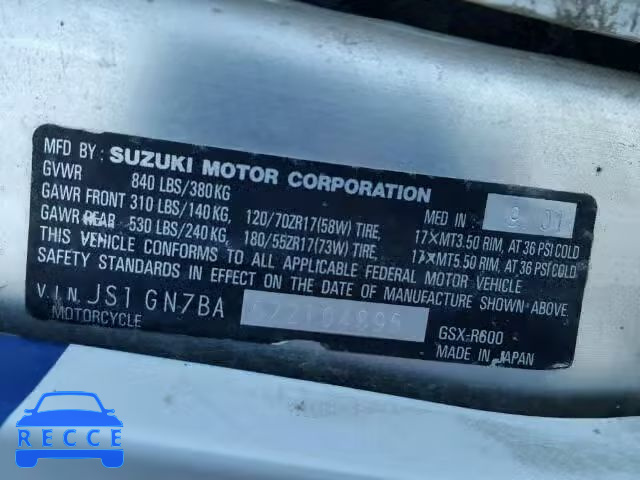 MFD BY: SUZUKI MOTOR CORPORATION
GVWR 840 LBS/380KG MED IN 9 01
GAWR FRONT 310 LBS/140KG, 120/70ZR17(58W) TIRE, 17×MT3.50 RIM, AT 36 PSI COLD
GAWR REAR 530 LBS/240KG, 180/55ZR17(73W) TIRE, 17×MT5.50 RIM, AT 36 PSI COLD
THIS VEHICLE CONFORMS TO ALL APPLICABLE FEDERAL MOTOR VEHICLE
SAFETY STANDARDS IN EFFECT ON THE DATE OF MANUFACTURE SHOWN ABOVE.
V.I.N. JS1GN7BA
MOTORCYCLE GSX-R600
MADE IN JAPAN
RECCE